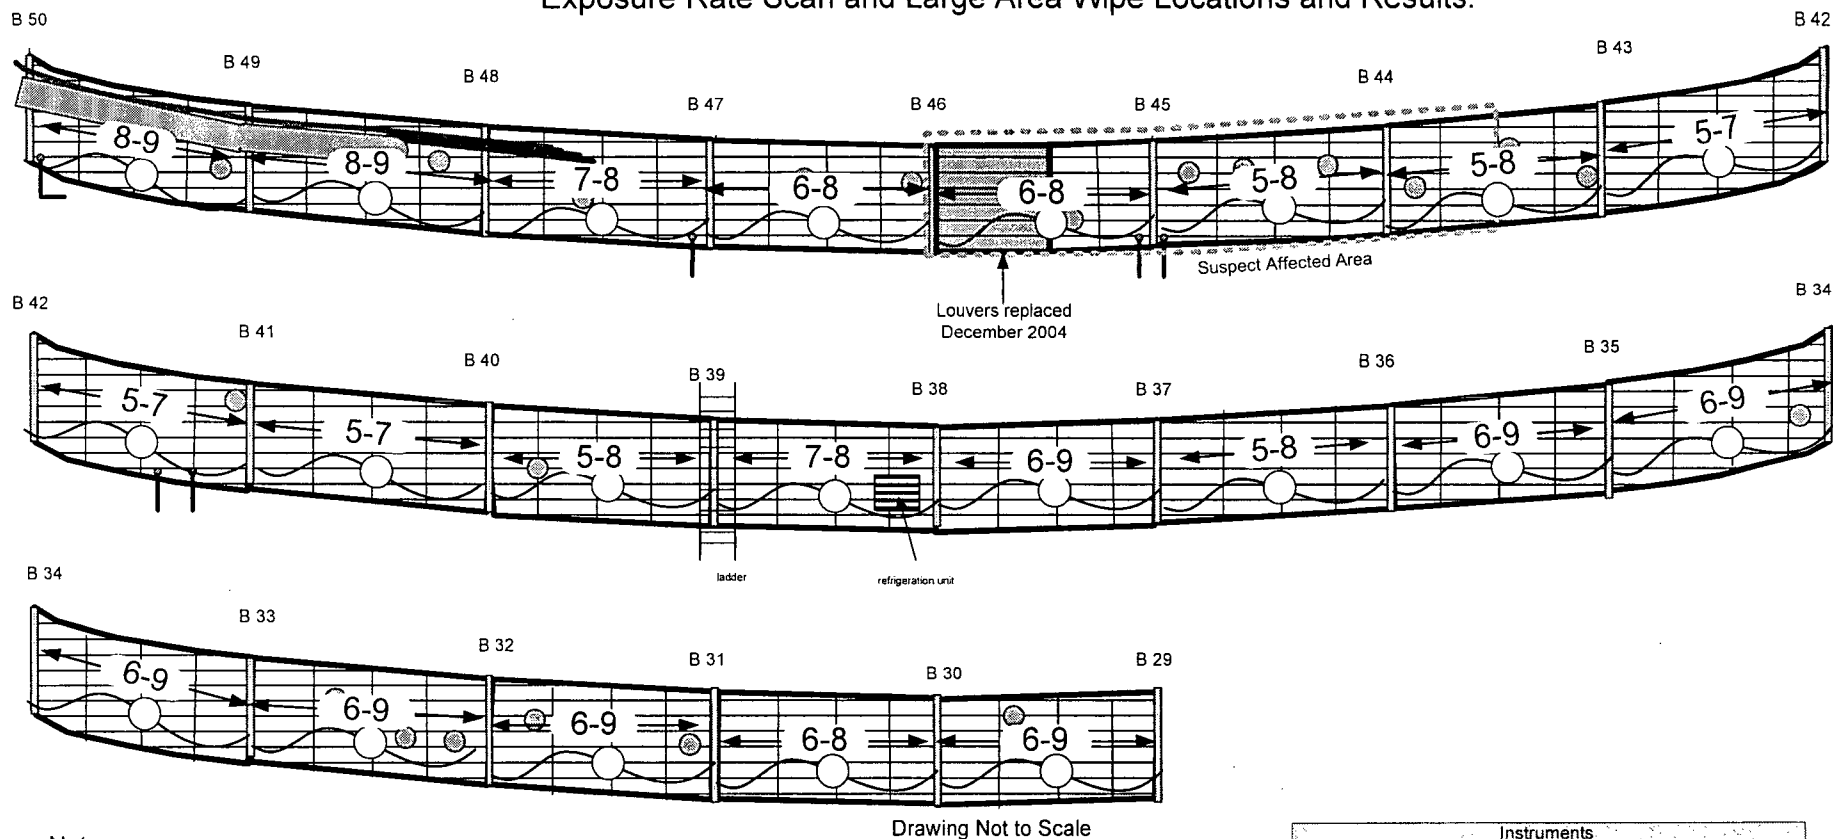 Exposure Rate Scan and Large Area Wipe Locations and Results.
B 50
B 49
B 48
B 47
B 46
B 45
B 44
B 43
B 42
8-9
8-9
7-8
6-8
6-8
5-8
5-8
5-7
Suspect Affected Area
Louvers replaced
December 2004
B 42
B 41
B 40
B 39
B 38
B 37
B 36
B 35
B 34
5-7
5-7
5-8
7-8
6-9
5-8
6-9
6-9
ladder
refrigeration unit
B 34
B 33
B 32
B 31
B 30
B 29
6-9
6-9
6-9
6-8
6-9
Drawing Not to Scale
Instruments